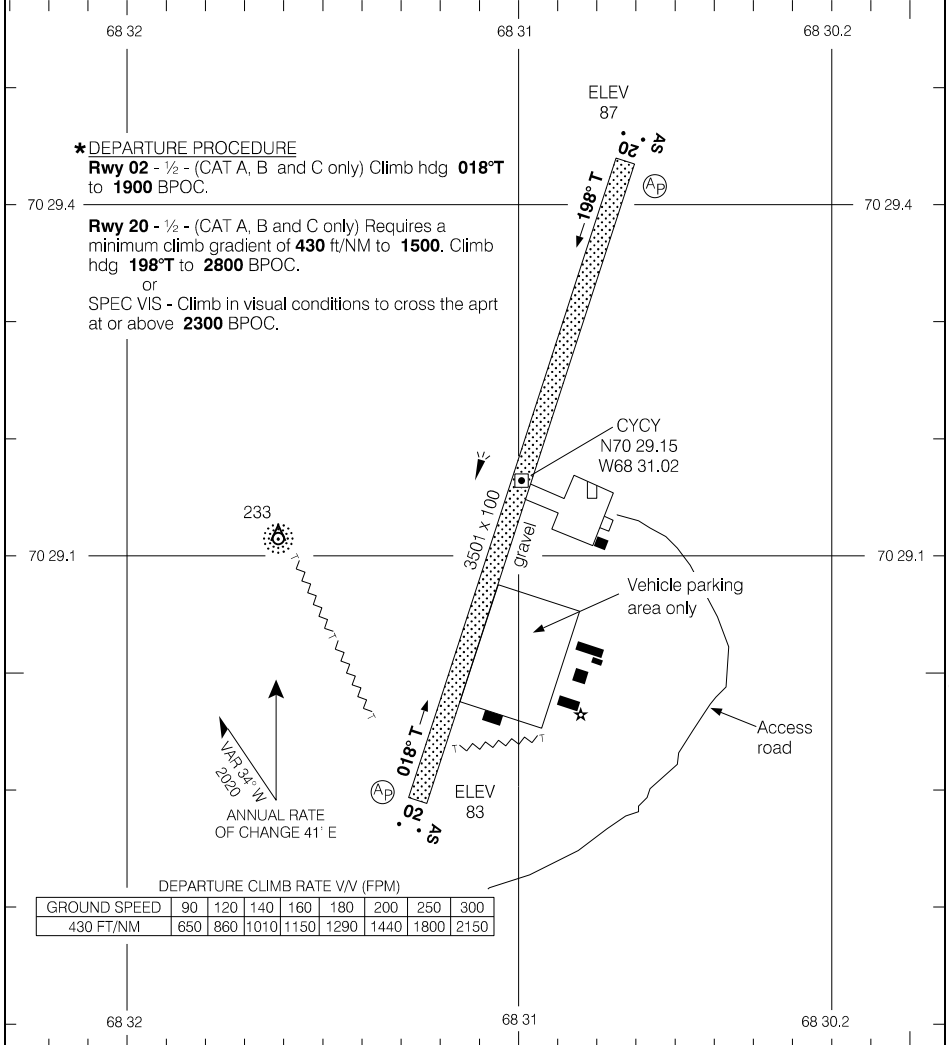 68 32
68 31
68 30.2
ELEV
87
20
AS
AP
198° T
*DEPARTURE PROCEDURE
Rwy 02 - ½ - (CAT A, B and C only) Climb hdg 018°T
to 1900 BPOC.
70 29.4
70 29.4
Rwy 20 - ½ - (CAT A, B and C only) Requires a
minimum climb gradient of 430 ft/NM to 1500. Climb
hdg 198°T to 2800 BPOC.
or
SPEC VIS - Climb in visual conditions to cross the aprt
at or above 2300 BPOC.
CYCY
N70 29.15
W68 31.02
233
3501 x 100
gravel
70 29.1
70 29.1
Vehicle parking
area only
T
T
T
T
T
018° T
Access
road
VAR 34° W
2020
ANNUAL RATE
OF CHANGE 41' E
AP
02
AS
ELEV
83
DEPARTURE CLIMB RATE V/V (FPM)
GROUND SPEED 90 120 140 160 180 200 250 300
430 FT/NM 650 860 1010 1150 1290 1440 1800 2150
68 32
68 31
68 30.2